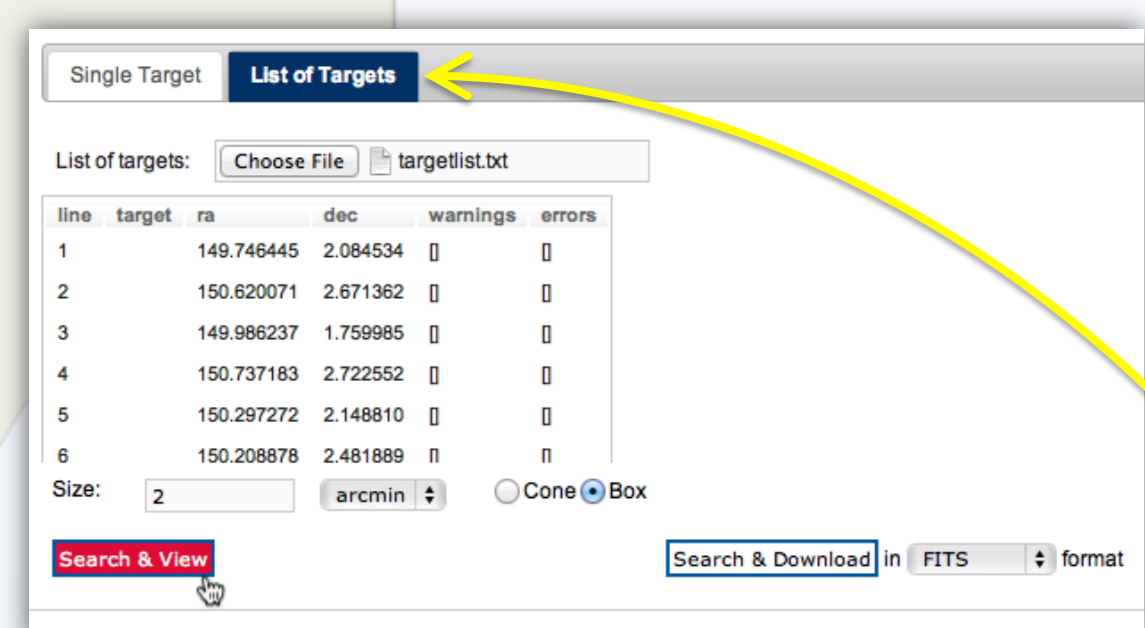 Single Target List of Targets
List of targets: Choose File targetlist.txt
line target ra dec warnings errors
1 149.746445 2.084534 [] []
2 150.620071 2.671362 [] []
3 149.986237 1.759985 [] []
4 150.737183 2.722552 [] []
5 150.297272 2.148810 [] []
6 150.208878 2.481889 [] []
Size: 2 arcmin Cone Box
Search & View Search & Download in FITS format